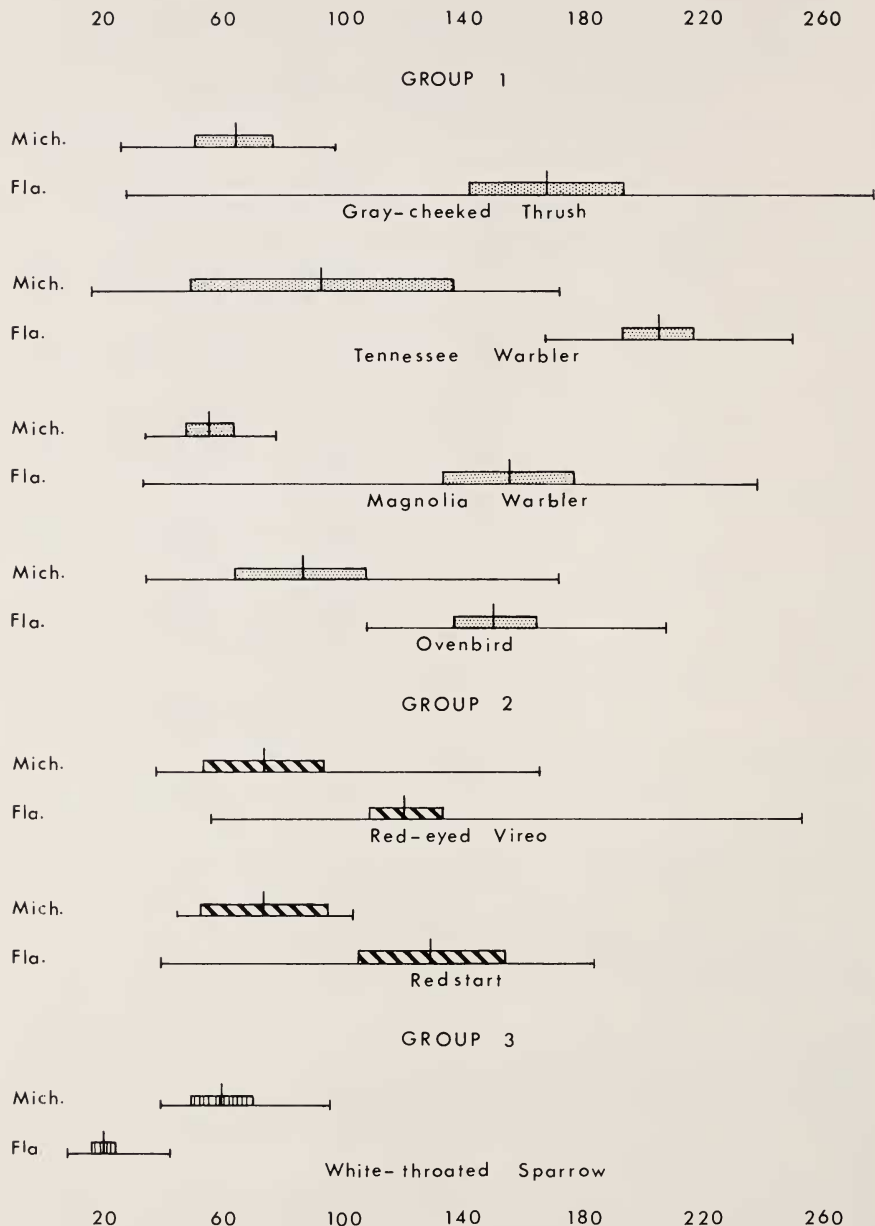 20 60 100 140 180 220 260
GROUP 1
Mich.
Fla.
Gray-cheeked Thrush
Mich.
Fla.
Tennessee Warbler
Mich.
Fla.
Magnolia Warbler
Mich.
Fla.
Ovenbird
GROUP 2
Mich.
Fla.
Red-eyed Vireo
Mich.
Fla.
Redstart
GROUP 3
Mich.
Fla
White-throated Sparrow
20 60 100 140 180 220 260